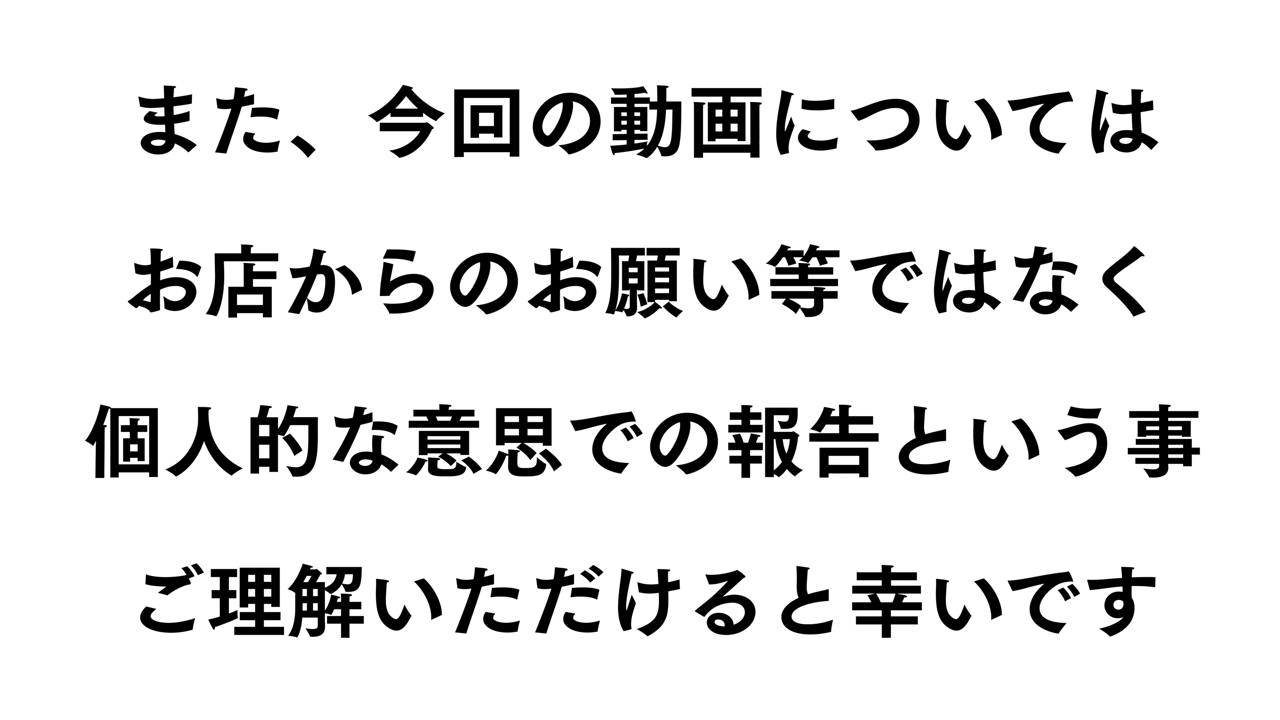 また、今回の動画については
お店からのお願い等ではなく
個人的な意思での報告という事
ご理解いただけると幸いです